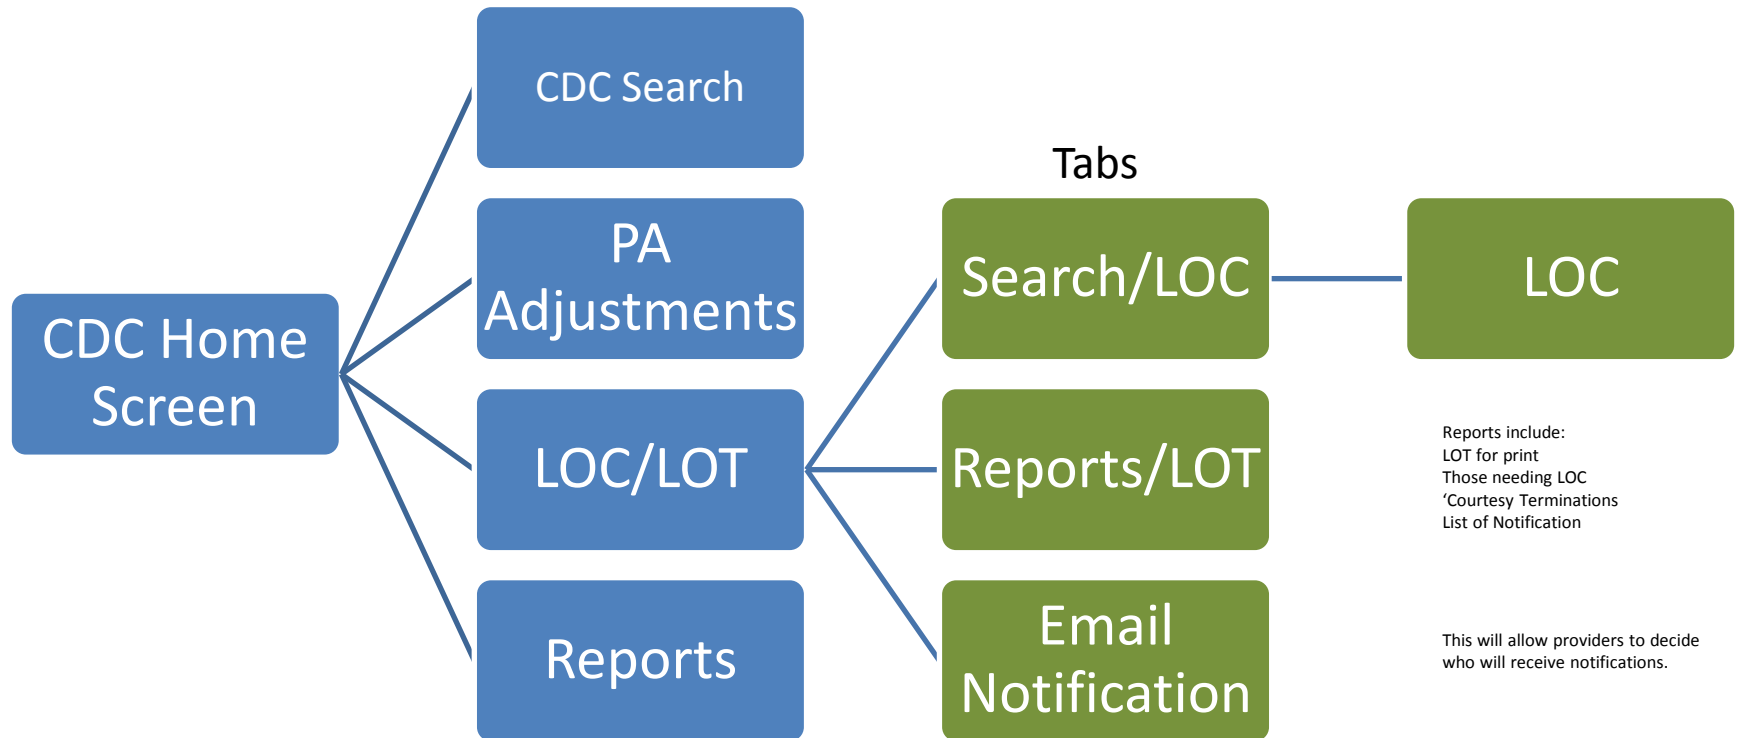 CDC Home
Screen
CDC Search
PA
Adjustments
LOC/LOT
Reports
Tabs
Search/LOC
Reports/LOT
Email
Notification
LOC
Reports include:
LOT for print
Those needing LOC
‘Courtesy Terminations
List of Notification
This will allow providers to decide
who will receive notifications.